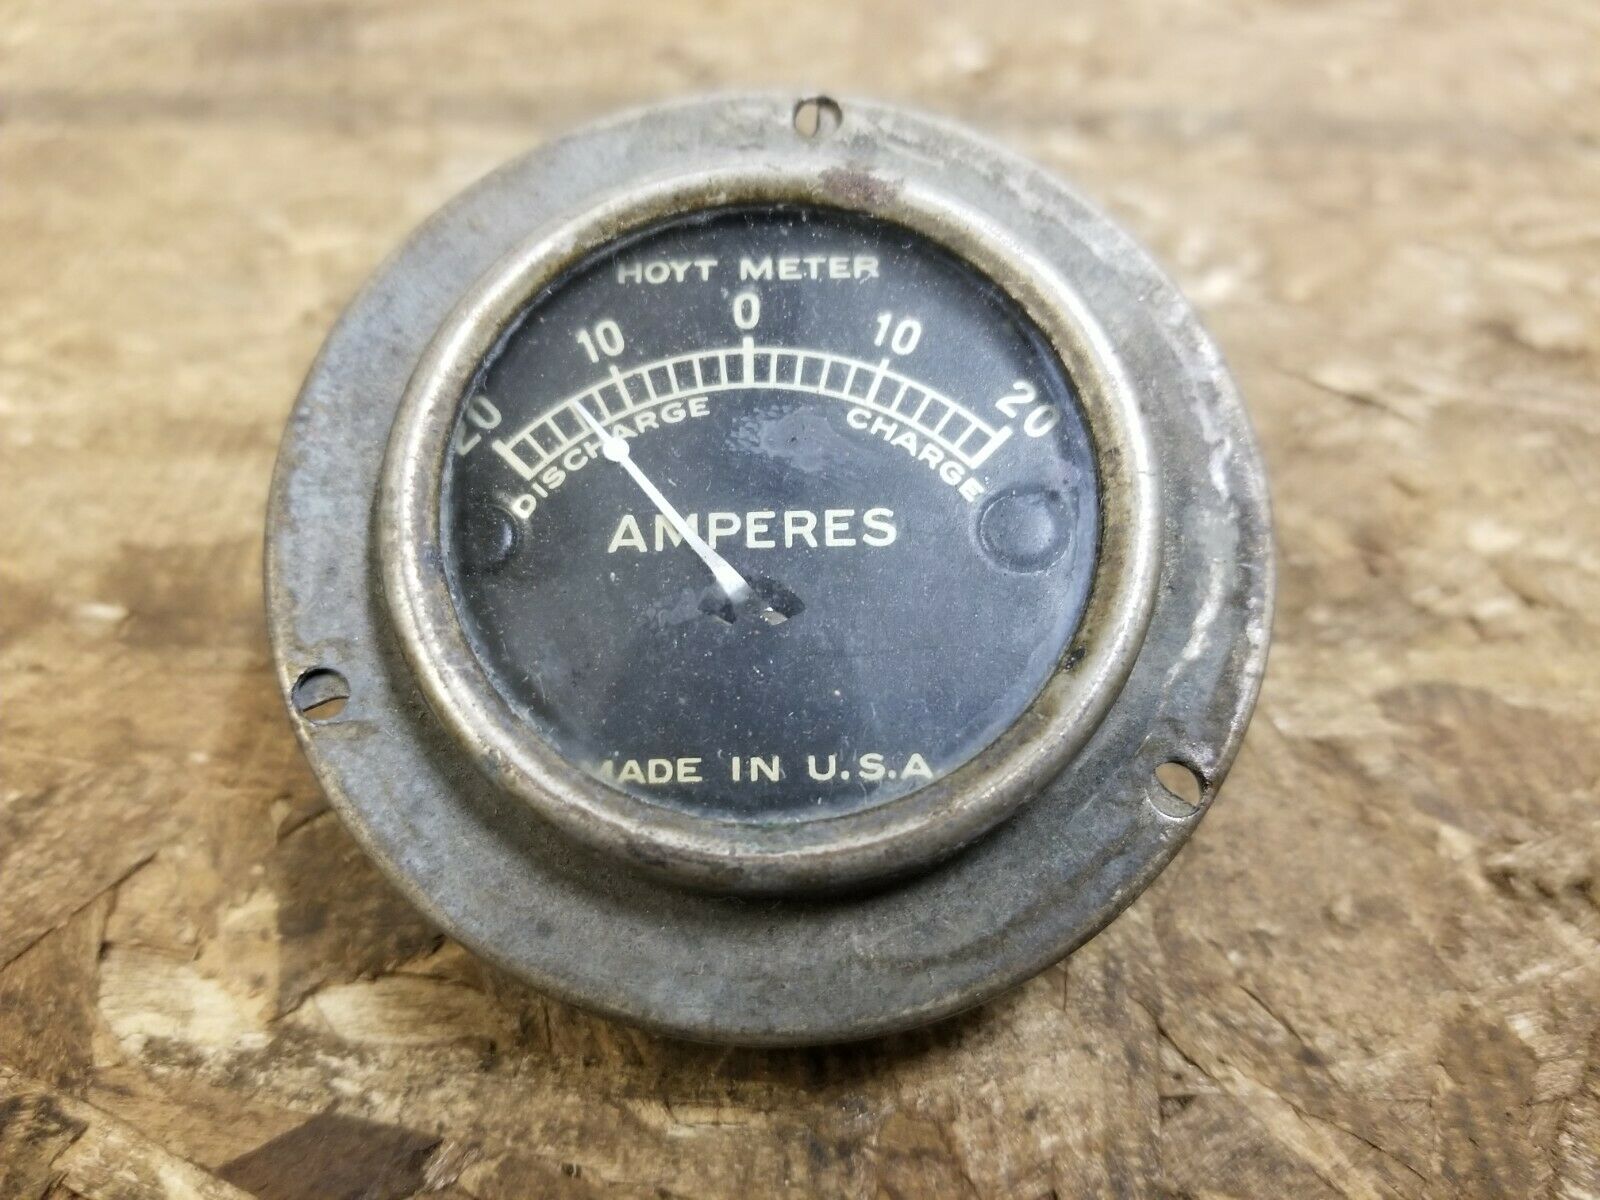 HOYT METER
20 10 0 10 20
DISCHARGE CHARGE
AMPERES
MADE IN U.S.A.